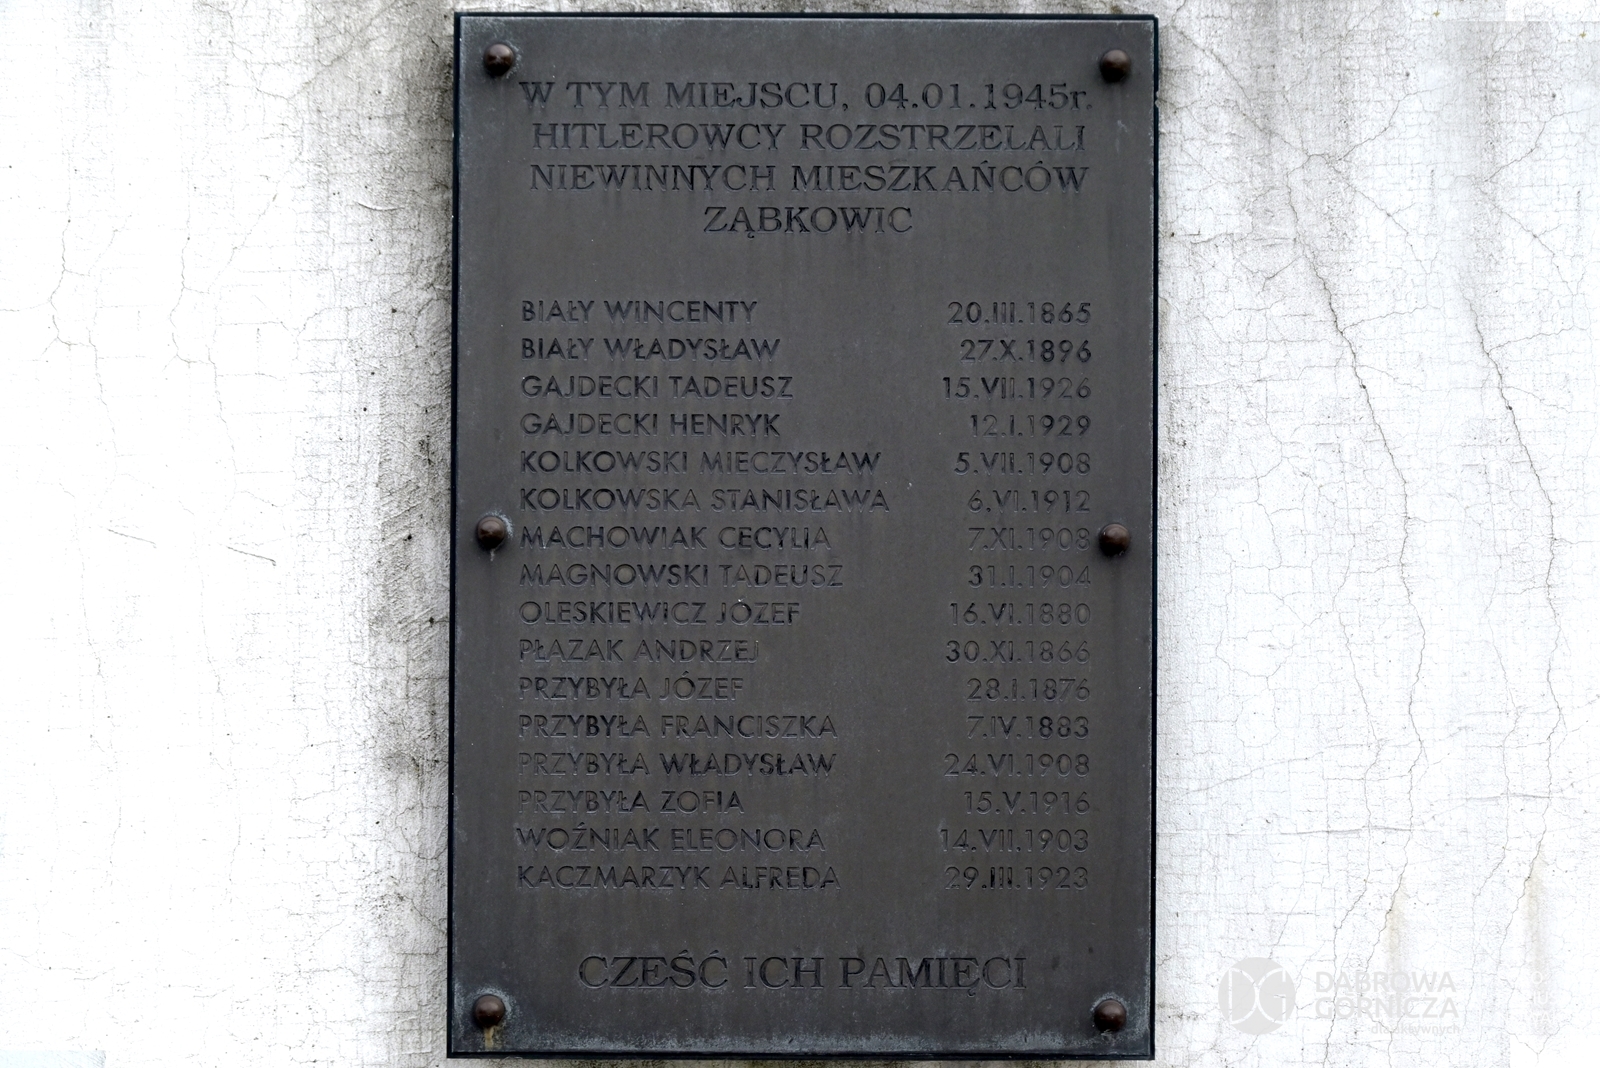 W TYM MIEJSCU, 04.01.1945r.
HITLEROWCY ROZSTRZELALI
NIEWINNYCH MIESZKAŃCÓW
ZĄBKOWIC
BIAŁY WINCENTY 20.III.1865
BIAŁY WŁADYSŁAW 27.X.1896
GAJDECKI TADEUSZ 15.VII.1926
GAJDECKI HENRYK 12.I.1929
KOLKOWSKI MIECZYSŁAW 5.VII.1908
KOLKOWSKA STANISŁAWA 6.VI.1912
MACHOWIAK CECYLIA 7.XI.1908
MAGNOWSKI TADEUSZ 31.I.1904
OLESKIEWICZ JÓZEF 16.VI.1880
PŁAZAK ANDRZEJ 30.XI.1866
PRZYBYŁA JÓZEF 28.I.1876
PRZYBYŁA FRANCISZKA 7.IV.1883
PRZYBYŁA WŁADYSŁAW 24.VI.1908
PRZYBYŁA ZOFIA 15.V.1916
WOŹNIAK ELEONORA 14.VII.1903
KACZMARZYK ALFREDA 29.III.1923
CZEŚĆ ICH PAMIĘCI
DG
DĄBROWA
GÓRNICZA
dla aktywnych